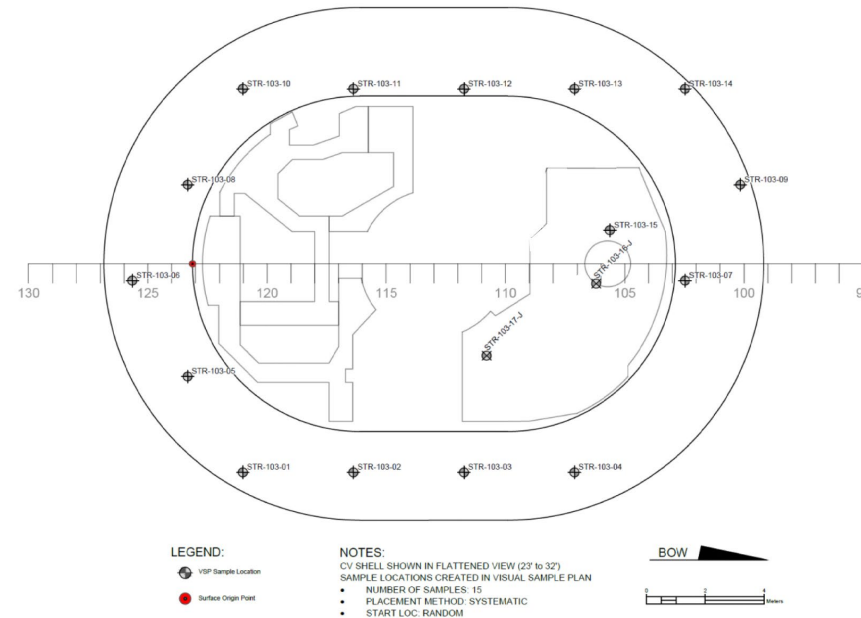 STR-103-10 STR-103-11 STR-103-12 STR-103-13 STR-103-14
STR-103-08 STR-103-09
STR-103-15
STR-103-16-J
STR-103-06 STR-103-07
130 125 120 115 110 105 100 9
STR-103-17-J
STR-103-05
STR-103-01 STR-103-02 STR-103-03 STR-103-04
LEGEND:
VSP Sample Location
Surface Origin Point
NOTES:
CV SHELL SHOWN IN FLATTENED VIEW (23' to 32')
SAMPLE LOCATIONS CREATED IN VISUAL SAMPLE PLAN
• NUMBER OF SAMPLES: 15
• PLACEMENT METHOD: SYSTEMATIC
• START LOC: RANDOM
BOW
0 2 4
Meters